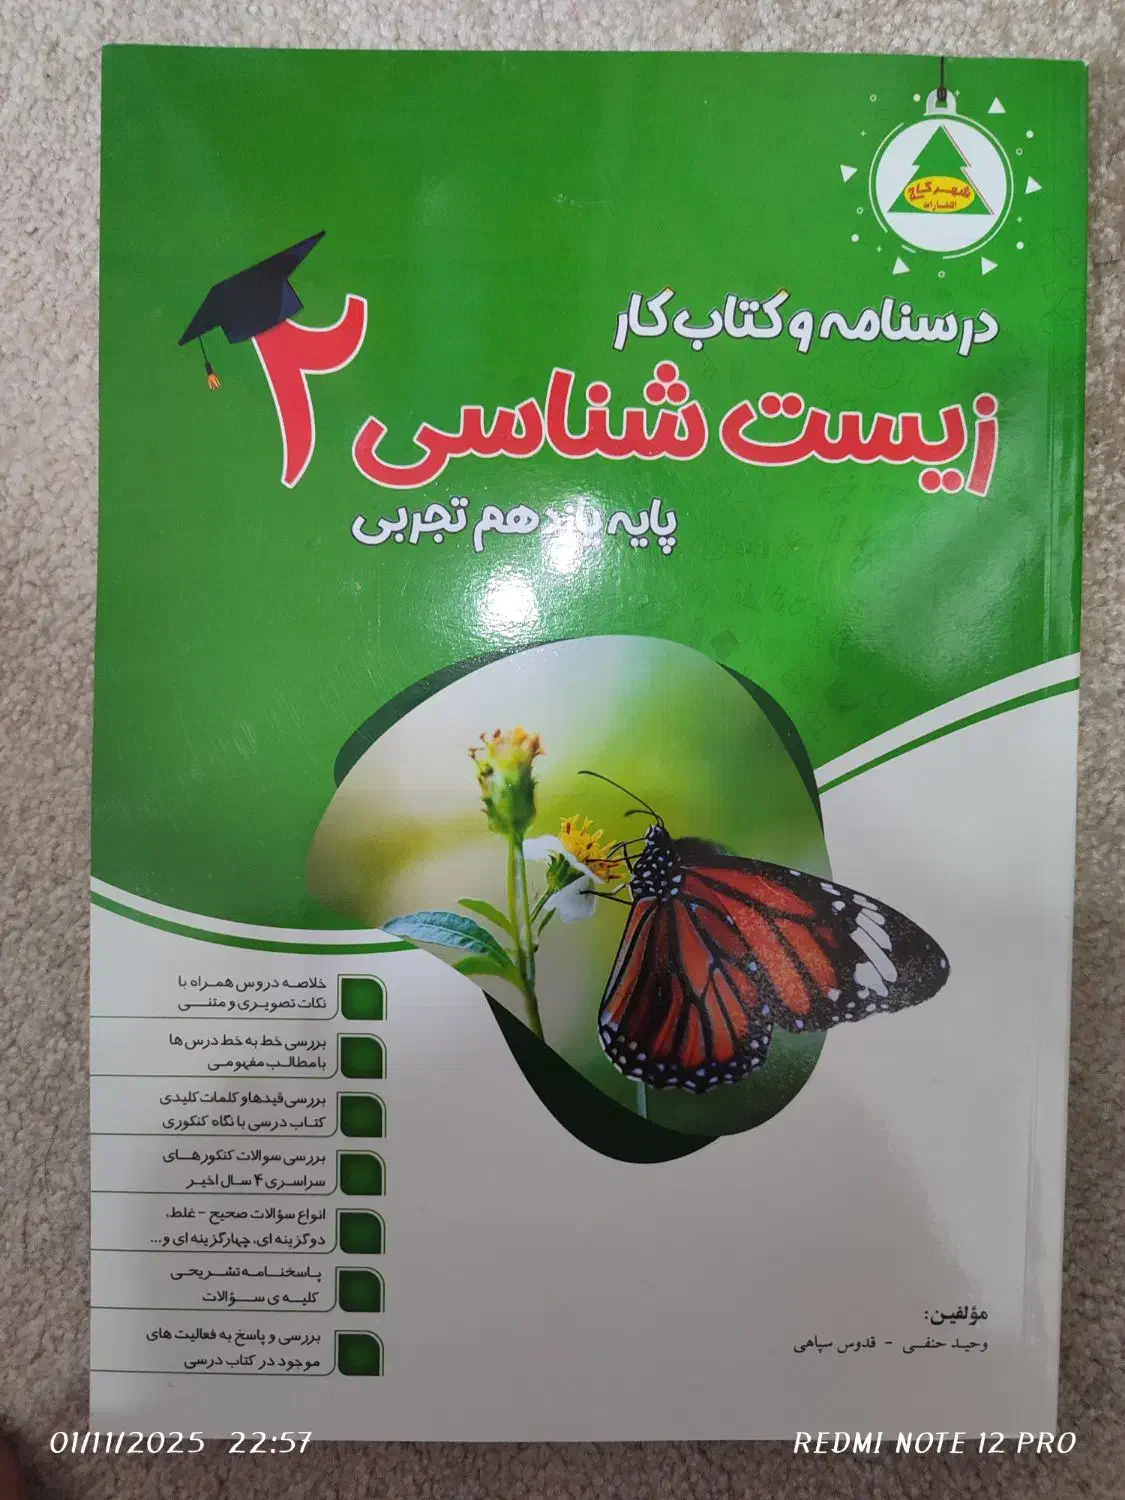 شهر گاج
انتشارات
درسنامه و کتاب کار
زیست شناسی ۲
پایه یازدهم تجربی
خلاصه دروس همراه با
نکات تصویری و متنی
بررسی خط به خط درس ها
با مطالب مفهومی
بررسی قیدها و کلمات کلیدی
کتاب درسی با نگاه کنکوری
بررسی سوالات کنکورهای
سراسری ۴ سال اخیر
انواع سؤالات صحیح - غلط،
دوگزینه ای، چهارگزینه ای و...
پاسخنامه تشریحی
کلیه ی سؤالات
بررسی و پاسخ به فعالیت های
موجود در کتاب درسی
مؤلفین:
وحید حنفی - قدوس سپاهی
01/11/2025 22:57
REDMI NOTE 12 PRO